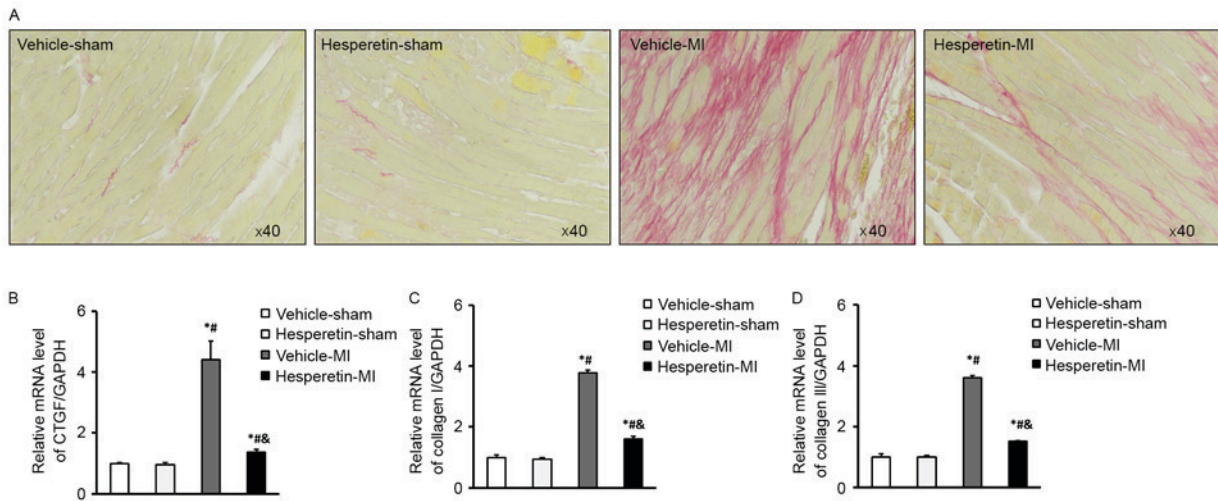 A
Vehicle-sham
x40
Hesperetin-sham
x40
Vehicle-MI
x40
Hesperetin-MI
x40
B
Relative mRNA level
of CTGF/GAPDH
6
4
2
0
*#
*#&
Vehicle-sham
Hesperetin-sham
Vehicle-MI
Hesperetin-MI
C
Relative mRNA level
of collagen I/GAPDH
6
4
2
0
*#
*#&
Vehicle-sham
Hesperetin-sham
Vehicle-MI
Hesperetin-MI
D
Relative mRNA level
of collagen III/GAPDH
6
4
2
0
*#
*#&
Vehicle-sham
Hesperetin-sham
Vehicle-MI
Hesperetin-MI